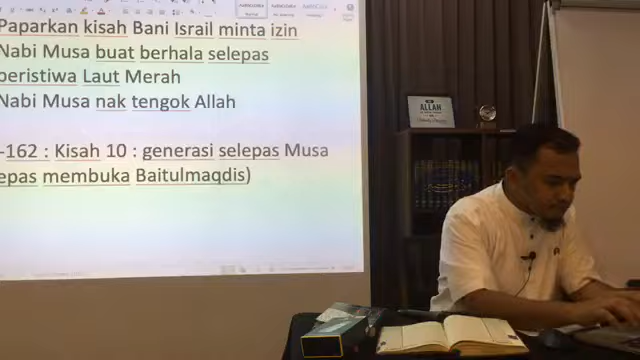 Paparkan kisah Bani Israil minta izin
Nabi Musa buat berhala selepas
peristiwa Laut Merah
Nabi Musa nak tengok Allah
-162 : Kisah 10 : generasi selepas Musa
epas membuka Baitulmaqdis)
ALLAH